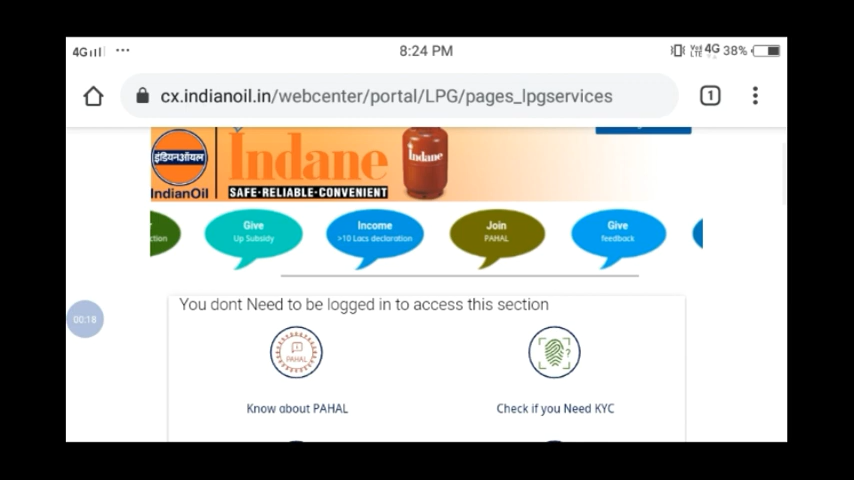 4G ... 8:24 PM 4G 38%
cx.indianoil.in/webcenter/portal/LPG/pages_lpgservices 1
इंडियनऑयल
IndianOil
Indane
SAFE·RELIABLE·CONVENIENT
Indane
ction
Give
Up Subsidy
Income
>10 Lacs declaration
Join
PAHAL
Give
feedback
You dont Need to be logged in to access this section
00:18
PAHAL
?
Know about PAHAL
Check if you Need KYC